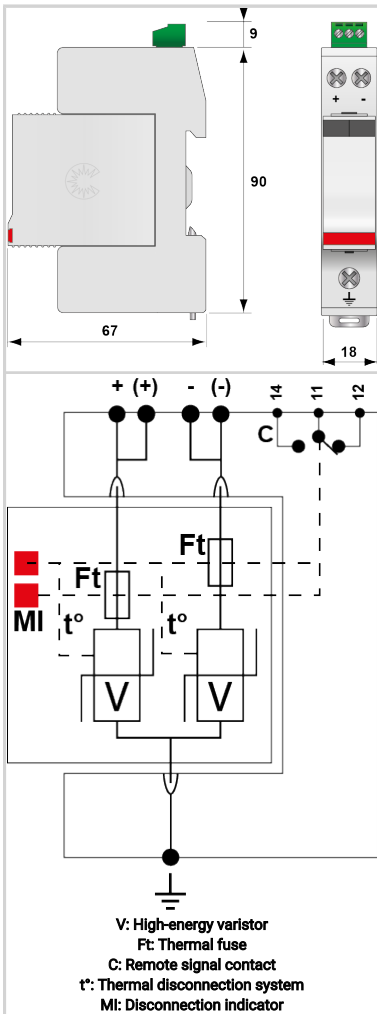 9
+ -
90
67
18
+ (+) - (-)
14 11 12
C
Ft
Ft
MI
t°
t°
V
V
V: High-energy varistor
Ft: Thermal fuse
C: Remote signal contact
t°: Thermal disconnection system
MI: Disconnection indicator